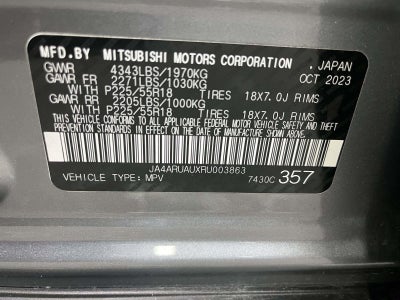 MFD.BY MITSUBISHI MOTORS CORPORATION , JAPAN
GVWR 4343LBS/1970KG OCT 2023
GAWR FR 2271LBS/1030KG
WITH P225/55R18 TIRES 18X7.0J RIMS
GAWR RR 2205LBS/1000KG
WITH P225/55R18 TIRES 18X7.0J RIMS
THIS VEHICLE CONFORMS TO ALL APPLICABLE
FEDERAL MOTOR VEHICLE SAFETY STANDARDS
IN EFFECT ON THE DATE OF MANUFACTURE
SHOWN ABOVE.
JA4ARUAUXRU003863
VEHICLE TYPE: MPV 7430C 357